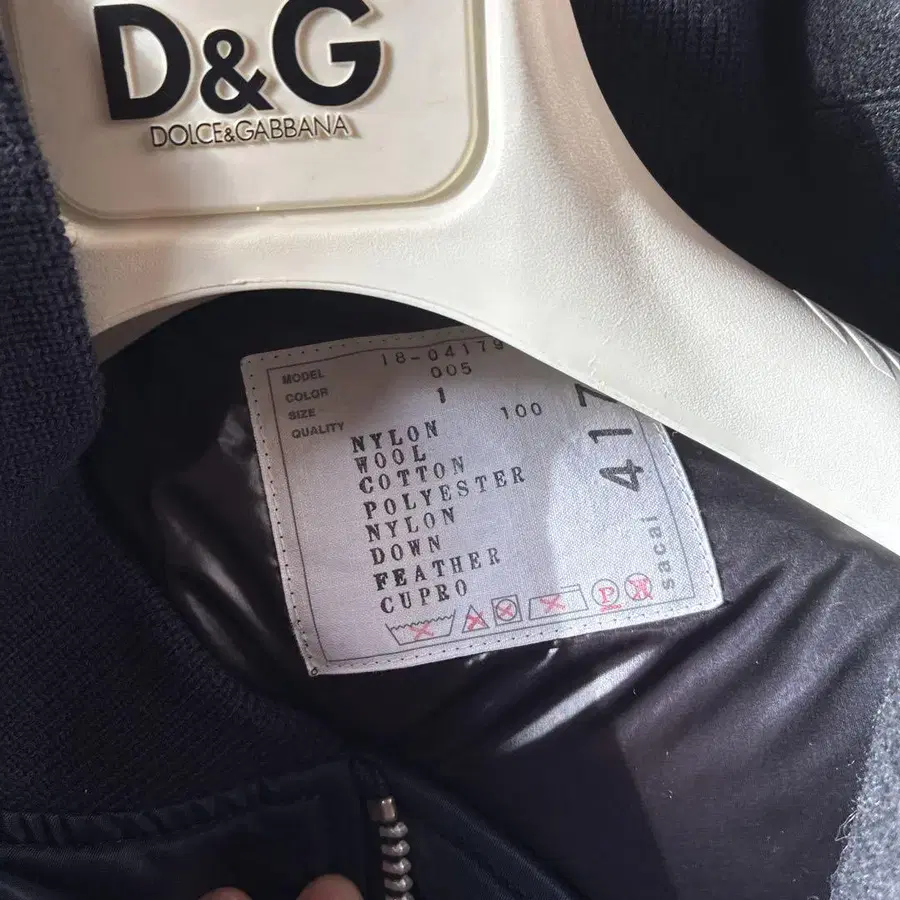 D&G
DOLCE&GABBANA
MODEL 18-04179
COLOR 005
SIZE 1
QUALITY
NYLON 100
WOOL
COTTON
POLYESTER
NYLON
DOWN
FEATHER
CUPRO
P
417
sacai